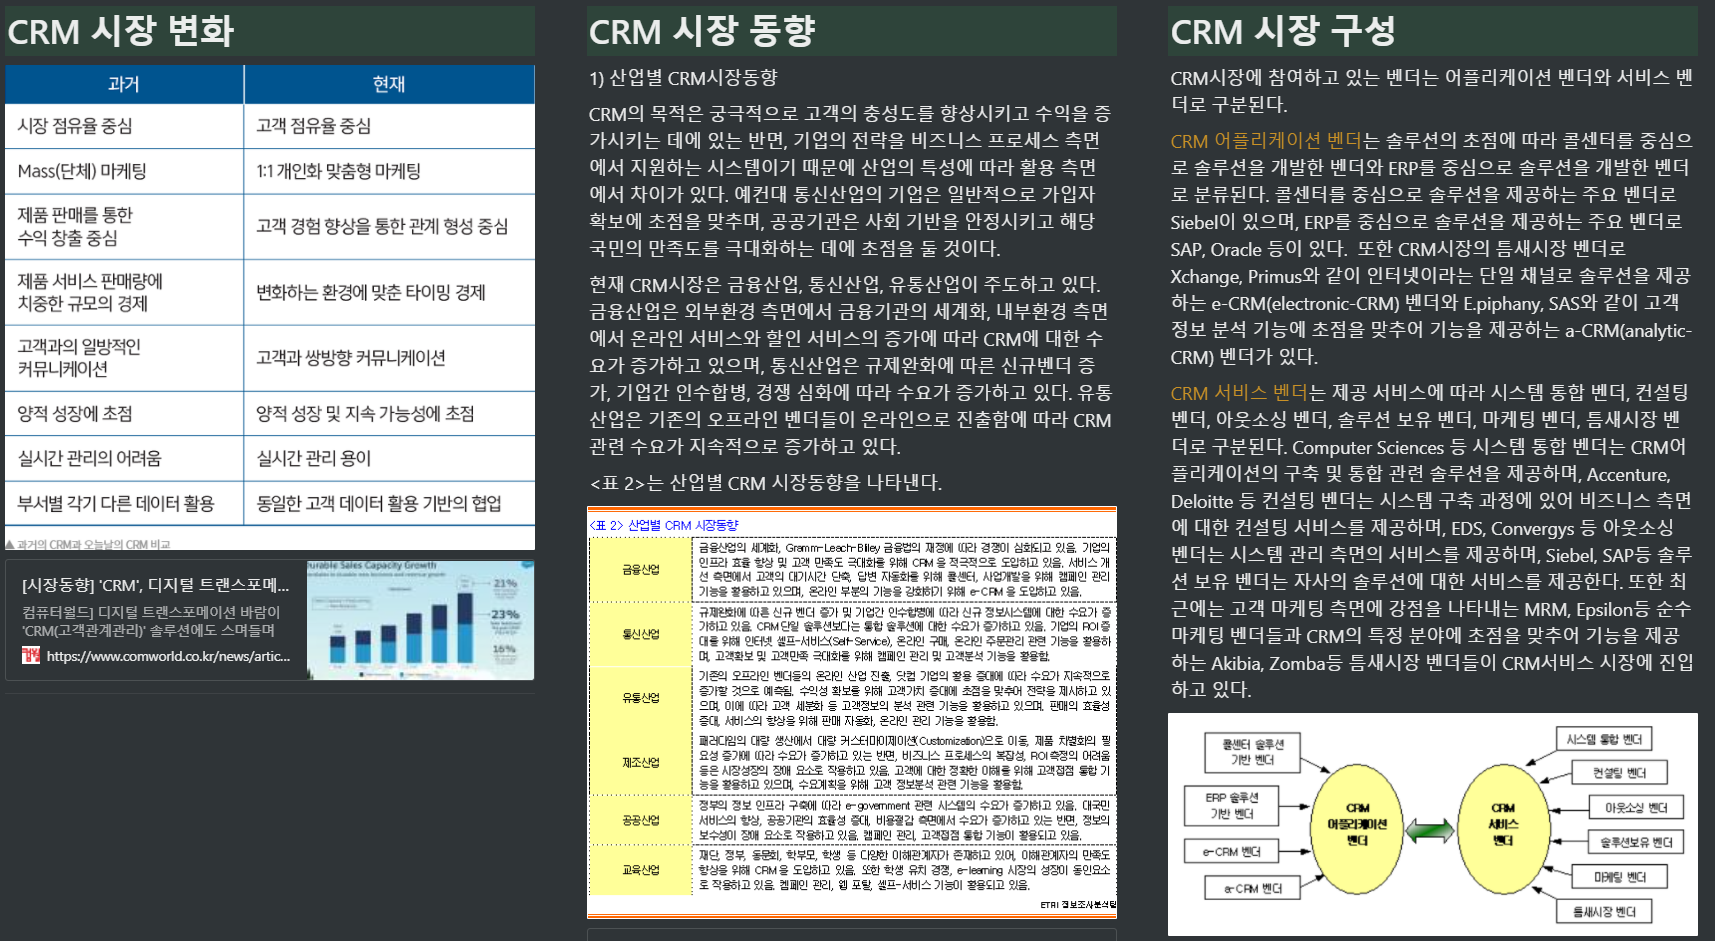 CRM 시장 변화
과거 현재
시장 점유율 중심 고객 점유율 중심
Mass(단체) 마케팅 1:1 개인화 맞춤형 마케팅
제품 판매를 통한
수익 창출 중심 고객 경험 향상을 통한 관계 형성 중심
제품 서비스 판매량에
치중한 규모의 경제 변화하는 환경에 맞춘 타이밍 경제
고객과의 일방적인
커뮤니케이션 고객과 쌍방향 커뮤니케이션
양적 성장에 초점 양적 성장 및 지속 가능성에 초점
실시간 관리의 어려움 실시간 관리 용이
부서별 각기 다른 데이터 활용 동일한 고객 데이터 활용 기반의 협업
▲ 과거의 CRM과 오늘날의 CRM 비교
[시장동향] 'CRM', 디지털 트랜스포메...
컴퓨터월드] 디지털 트랜스포메이션 바람이
'CRM(고객관계관리)' 솔루션에도 스며들며
https://www.comworld.co.kr/news/artic...
durable Sales Capacity Growth
21%
23%
16%
CRM 시장 동향
1) 산업별 CRM시장동향
CRM의 목적은 궁극적으로 고객의 충성도를 향상시키고 수익을 증
가시키는 데에 있는 반면, 기업의 전략을 비즈니스 프로세스 측면
에서 지원하는 시스템이기 때문에 산업의 특성에 따라 활용 측면
에서 차이가 있다. 예컨대 통신산업의 기업은 일반적으로 가입자
확보에 초점을 맞추며, 공공기관은 사회 기반을 안정시키고 해당
국민의 만족도를 극대화하는 데에 초점을 둘 것이다.
현재 CRM시장은 금융산업, 통신산업, 유통산업이 주도하고 있다.
금융산업은 외부환경 측면에서 금융기관의 세계화, 내부환경 측면
에서 온라인 서비스와 할인 서비스의 증가에 따라 CRM에 대한 수
요가 증가하고 있으며, 통신산업은 규제완화에 따른 신규벤더 증
가, 기업간 인수합병, 경쟁 심화에 따라 수요가 증가하고 있다. 유통
산업은 기존의 오프라인 벤더들이 온라인으로 진출함에 따라 CRM
관련 수요가 지속적으로 증가하고 있다.
<표 2>는 산업별 CRM 시장동향을 나타낸다.
<표 2> 산업별 CRM 시장동향
금융산업
금융산업의 세계화, Gramm-Leach-Bliley 금융법의 재정에 따라 경쟁이 심화되고 있음. 기업의
인프라 효율 향상 및 고객 만족도 극대화를 위해 CRM을 적극적으로 도입하고 있음. 서비스 개
선 측면에서 고객의 대기시간 단축, 답변 자동화를 위해 콜센터, 사업개발을 위해 캠페인 관리
기능을 활용하고 있으며, 온라인 부분의 기능을 강화하기 위해 e-CRM을 도입하고 있음.
통신산업
규제완화에 따른 신규 벤더 증가 및 기업간 인수합병에 따라 신규 정보시스템에 대한 수요가 증
가하고 있음. CRM 단일 솔루션보다는 통합 솔루션에 대한 수요가 증가하고 있음. 기업의 ROI 증
대를 위해 인터넷 셀프-서비스(Self-Service), 온라인 구매, 온라인 주문관리 관련 기능을 활용하
며, 고객확보 및 고객만족 극대화를 위해 캠페인 관리 및 고객분석 기능을 활용함.
유통산업
기존의 오프라인 벤더들의 온라인 산업 진출, 닷컴 기업의 활용 증대에 따라 수요가 지속적으로
증가할 것으로 예측됨. 수익성 확보를 위해 고객가치 증대에 초점을 맞추어 전략을 제시하고 있
으며, 이에 따라 고객 세분화 등 고객정보의 분석 관련 기능을 활용하고 있으며, 판매의 효율성
증대, 서비스의 향상을 위해 판매 자동화, 온라인 관리 기능을 활용함.
제조산업
패러다임의 대량 생산에서 대량 커스터마이제이션(Customization)으로 이동, 제품 차별화의 필
요성 증가에 따라 수요가 증가하고 있는 반면, 비즈니스 프로세스의 복잡성, ROI 측정의 어려움
등은 시장성장의 장애 요소로 작용하고 있음. 고객에 대한 정확한 이해를 위해 고객접점 통합 기
능을 활용하고 있으며, 수요계획을 위해 고객 정보분석 관련 기능을 활용함.
공공산업
정부의 정보 인프라 구축에 따라 e-government 관련 시스템의 수요가 증가하고 있음. 대국민
서비스의 향상, 공공기관의 효율성 증대, 비용절감 측면에서 수요가 증가하고 있는 반면, 정보의
보수성이 장애 요소로 작용하고 있음. 캠페인 관리, 고객접점 통합 기능이 활용되고 있음.
교육산업
재단, 정부, 동문회, 학부모, 학생 등 다양한 이해관계자가 존재하고 있어, 이해관계자의 만족도
향상을 위해 CRM을 도입하고 있음. 또한 학생 유치 경쟁, e-learning 시장의 성장이 동인요소
로 작용하고 있음. 캠페인 관리, 웹 포탈, 셀프-서비스 기능이 활용되고 있음.
ETRI 정보조사분석팀
CRM 시장 구성
CRM시장에 참여하고 있는 벤더는 어플리케이션 벤더와 서비스 벤
더로 구분된다.
CRM 어플리케이션 벤더는 솔루션의 초점에 따라 콜센터를 중심으
로 솔루션을 개발한 벤더와 ERP를 중심으로 솔루션을 개발한 벤더
로 분류된다. 콜센터를 중심으로 솔루션을 제공하는 주요 벤더로
Siebel이 있으며, ERP를 중심으로 솔루션을 제공하는 주요 벤더로
SAP, Oracle 등이 있다. 또한 CRM시장의 틈새시장 벤더로
Xchange, Primus와 같이 인터넷이라는 단일 채널로 솔루션을 제공
하는 e-CRM(electronic-CRM) 벤더와 E.piphany, SAS와 같이 고객
정보 분석 기능에 초점을 맞추어 기능을 제공하는 a-CRM(analytic-
CRM) 벤더가 있다.
CRM 서비스 벤더는 제공 서비스에 따라 시스템 통합 벤더, 컨설팅
벤더, 아웃소싱 벤더, 솔루션 보유 벤더, 마케팅 벤더, 틈새시장 벤
더로 구분된다. Computer Sciences 등 시스템 통합 벤더는 CRM어
플리케이션의 구축 및 통합 관련 솔루션을 제공하며, Accenture,
Deloitte 등 컨설팅 벤더는 시스템 구축 과정에 있어 비즈니스 측면
에 대한 컨설팅 서비스를 제공하며, EDS, Convergys 등 아웃소싱
벤더는 시스템 관리 측면의 서비스를 제공하며, Siebel, SAP등 솔루
션 보유 벤더는 자사의 솔루션에 대한 서비스를 제공한다. 또한 최
근에는 고객 마케팅 측면에 강점을 나타내는 MRM, Epsilon등 순수
마케팅 벤더들과 CRM의 특정 분야에 초점을 맞추어 기능을 제공
하는 Akibia, Zomba등 틈새시장 벤더들이 CRM서비스 시장에 진입
하고 있다.
콜센터 솔루션
기반 벤더
ERP 솔루션
기반 벤더
e-CRM 벤더
a-CRM 벤더
CRM
어플리케이션
벤더
CRM
서비스
벤더
시스템 통합 벤더
컨설팅 벤더
아웃소싱 벤더
솔루션보유 벤더
마케팅 벤더
틈새시장 벤더